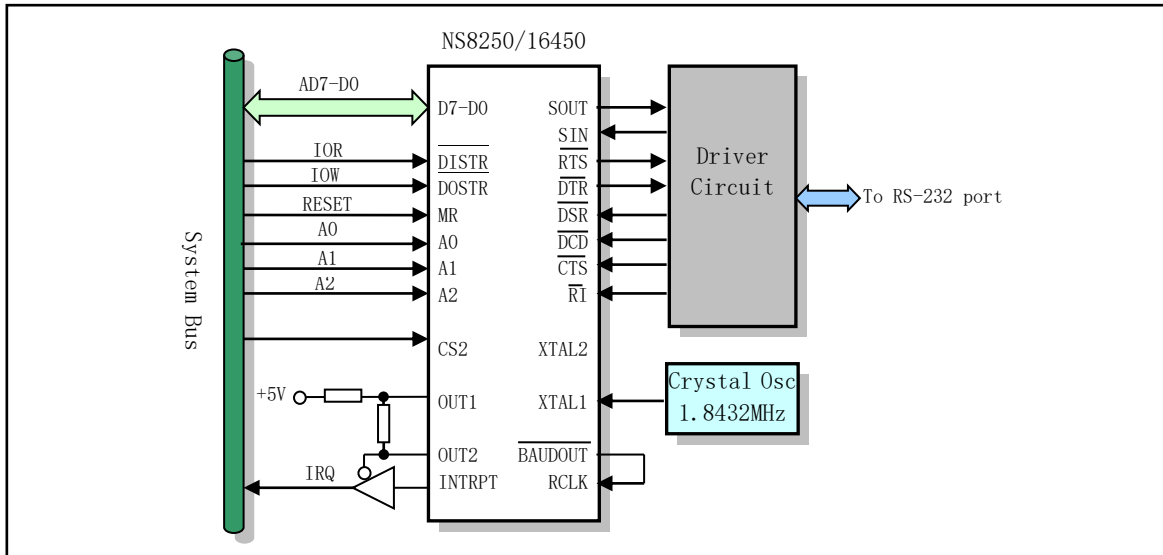 NS8250/16450
AD7-D0
D7-D0
IOR
DISTR
IOW
DOSTR
RESET
MR
A0
A0
A1
A1
A2
A2
CS2
+5V
OUT1
OUT2
IRQ
INTRPT
System Bus
SOUT
SIN
RTS
DTR
DSR
DCD
CTS
RI
XTAL2
XTAL1
BAUDOUT
RCLK
Driver
Circuit
To RS-232 port
Crystal Osc
1.8432MHz